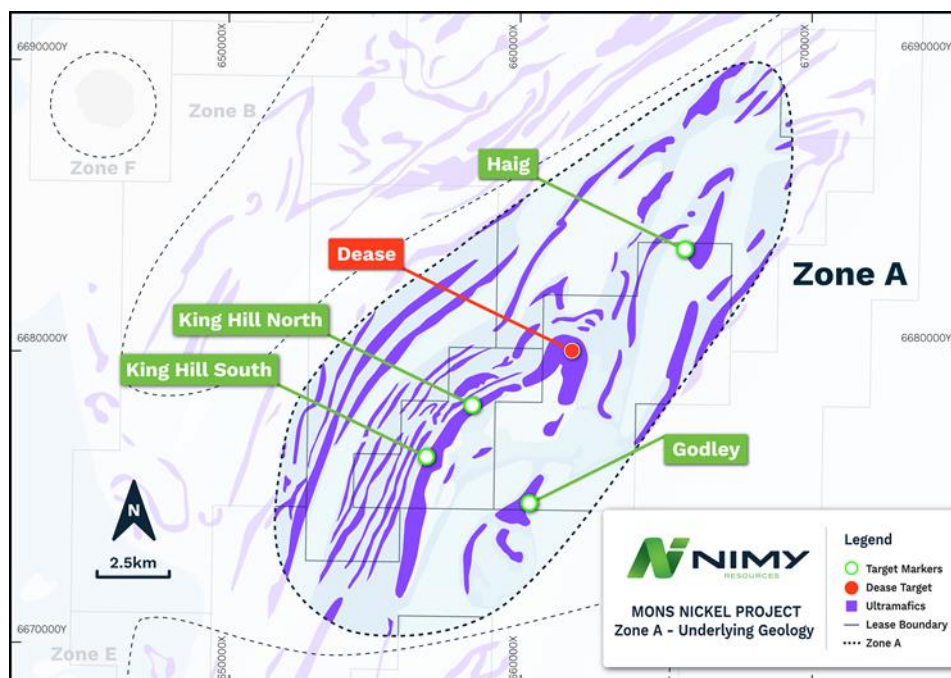 650000X
660000X
670000X
6690000Y
6690000Y
Zone B
Zone F
Haig
Dease
Zone A
King Hill North
King Hill South
6680000Y
6680000Y
Godley
N
2.5km
NIMY
RESOURCES
MONS NICKEL PROJECT
Zone A - Underlying Geology
Legend
Target Markers
Dease Target
Ultramafics
Lease Boundary
Zone A
6670000Y
Zone E
650000X
660000X